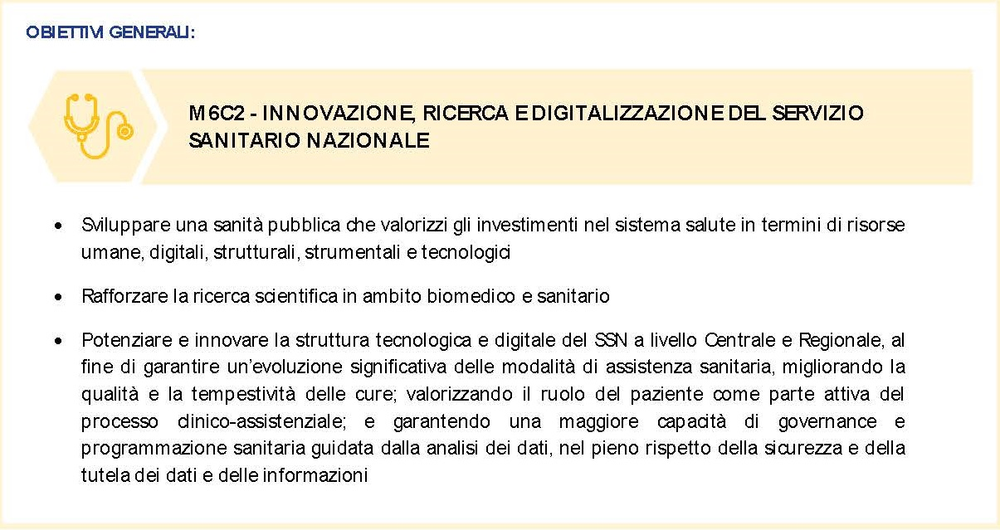 OBIETTIVI GENERALI:
M6C2 - INNOVAZIONE, RICERCA E DIGITALIZZAZIONE DEL SERVIZIO
SANITARIO NAZIONALE
• Sviluppare una sanità pubblica che valorizzi gli investimenti nel sistema salute in termini di risorse
umane, digitali, strutturali, strumentali e tecnologici
• Rafforzare la ricerca scientifica in ambito biomedico e sanitario
• Potenziare e innovare la struttura tecnologica e digitale del SSN a livello Centrale e Regionale, al
fine di garantire un’evoluzione significativa delle modalità di assistenza sanitaria, migliorando la
qualità e la tempestività delle cure; valorizzando il ruolo del paziente come parte attiva del
processo clinico-assistenziale; e garantendo una maggiore capacità di governance e
programmazione sanitaria guidata dalla analisi dei dati, nel pieno rispetto della sicurezza e della
tutela dei dati e delle informazioni